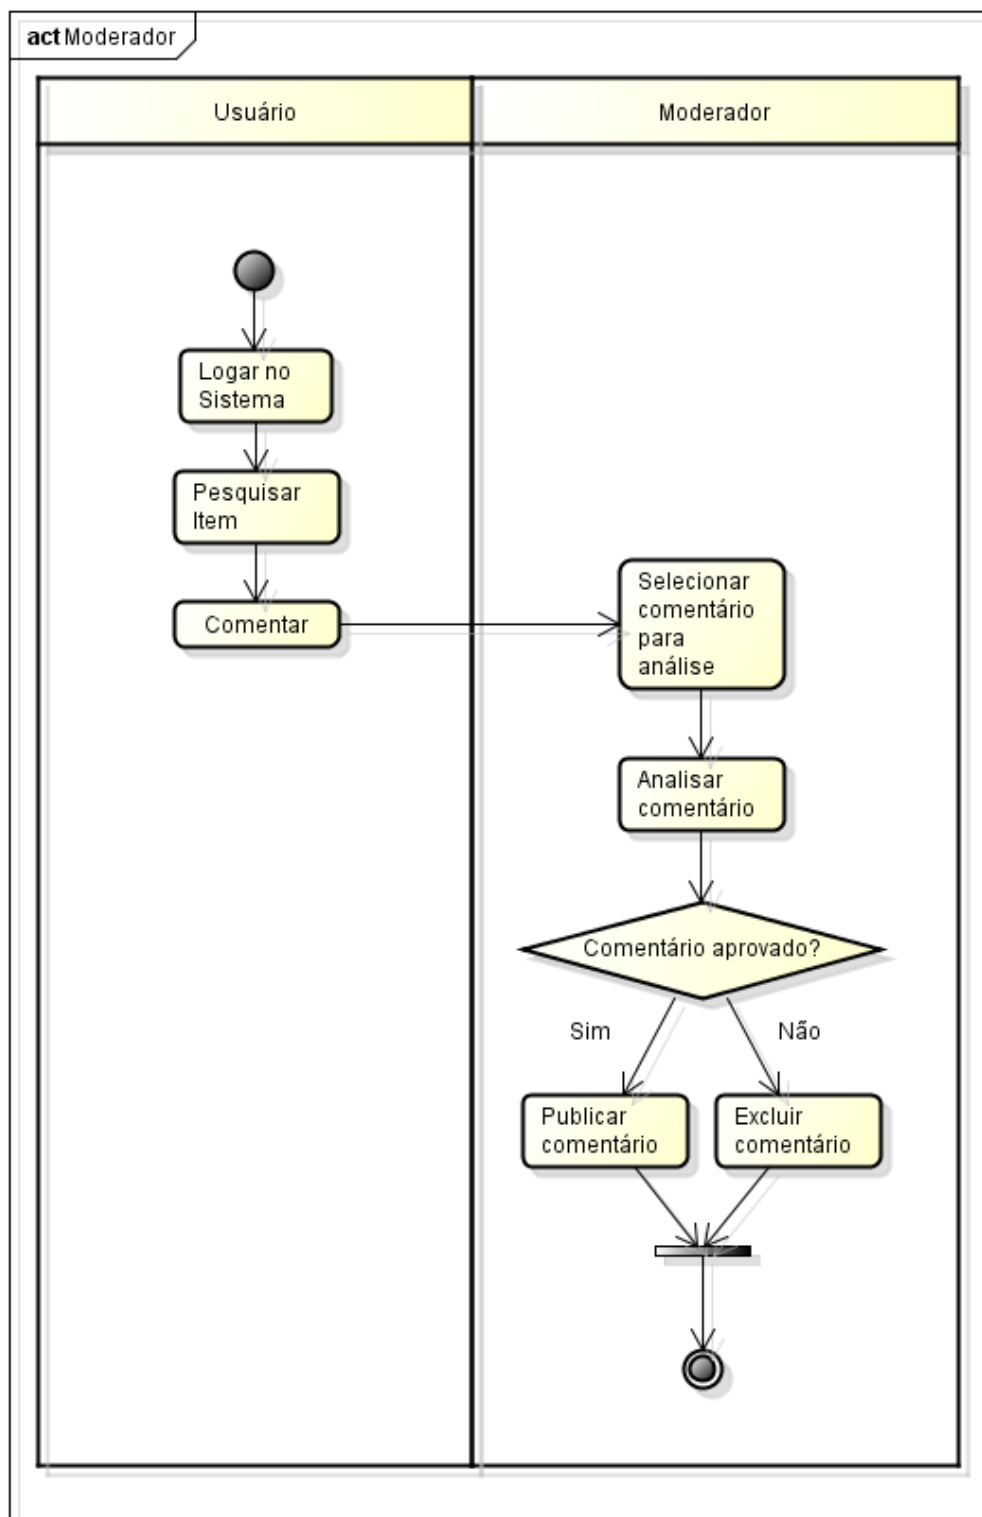 act Moderador
Usuário
Moderador
Logar no
Sistema
Pesquisar
Item
Comentar
Selecionar
comentário
para
análise
Analisar
comentário
Comentário aprovado?
Sim
Não
Publicar
comentário
Excluir
comentário